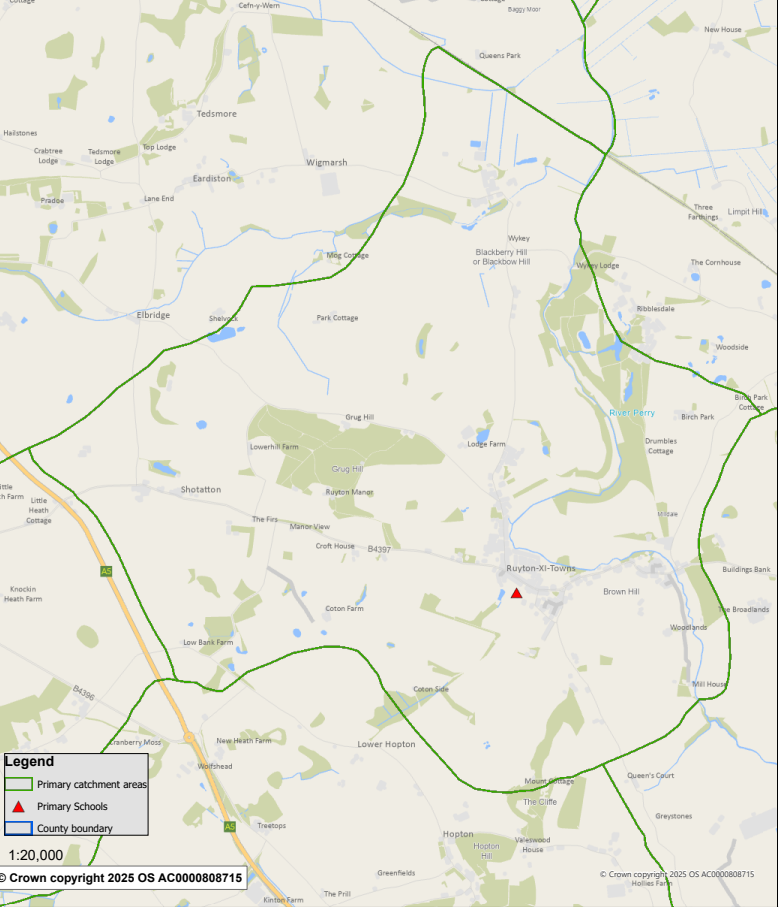 Cottage
Cefn-y-Wern
Cottage
Baggy Moor
New House
Queens Park
Tedsmore
Hailstones
Crabtree
Lodge
Tedsmore
Lodge
Top Lodge
Wigmarsh
Eardiston
Pradoe
Lane End
Three
Farthings
Limpit Hill
Wykey
Blackberry Hill
or Blackbow Hill
Mog Cottage
Wykey Lodge
The Cornhouse
Elbridge
Shelvock
Park Cottage
Ribblesdale
Woodside
Birch Park
Cottage
River Perry
Birch Park
Grug Hill
Lowerhill Farm
Lodge Farm
Drumbles
Cottage
Grug Hill
Ruyton Manor
Shotatton
Little
Heath
Cottage
The Firs
Manor View
Croft House
B4397
Ruyton-XI-Towns
A5
Buildings Bank
Knockin
Heath Farm
Brown Hill
Coton Farm
The Broadlands
Woodlands
Low Bank Farm
Mill House
B4396
Coton Side
Cranberry Moss
New Heath Farm
Lower Hopton
Wolfshead
Queen's Court
Mount Cottage
The Cliffe
Greystones
Treetops
A5
Hopton
Hopton
Hill
Valeswood
House
Greenfields
The Prill
Kinton Farm
Hollies Farm
Legend
Primary catchment areas
Primary Schools
County boundary
1:20,000
© Crown copyright 2025 OS AC0000808715
© Crown copyright 2025 OS AC0000808715